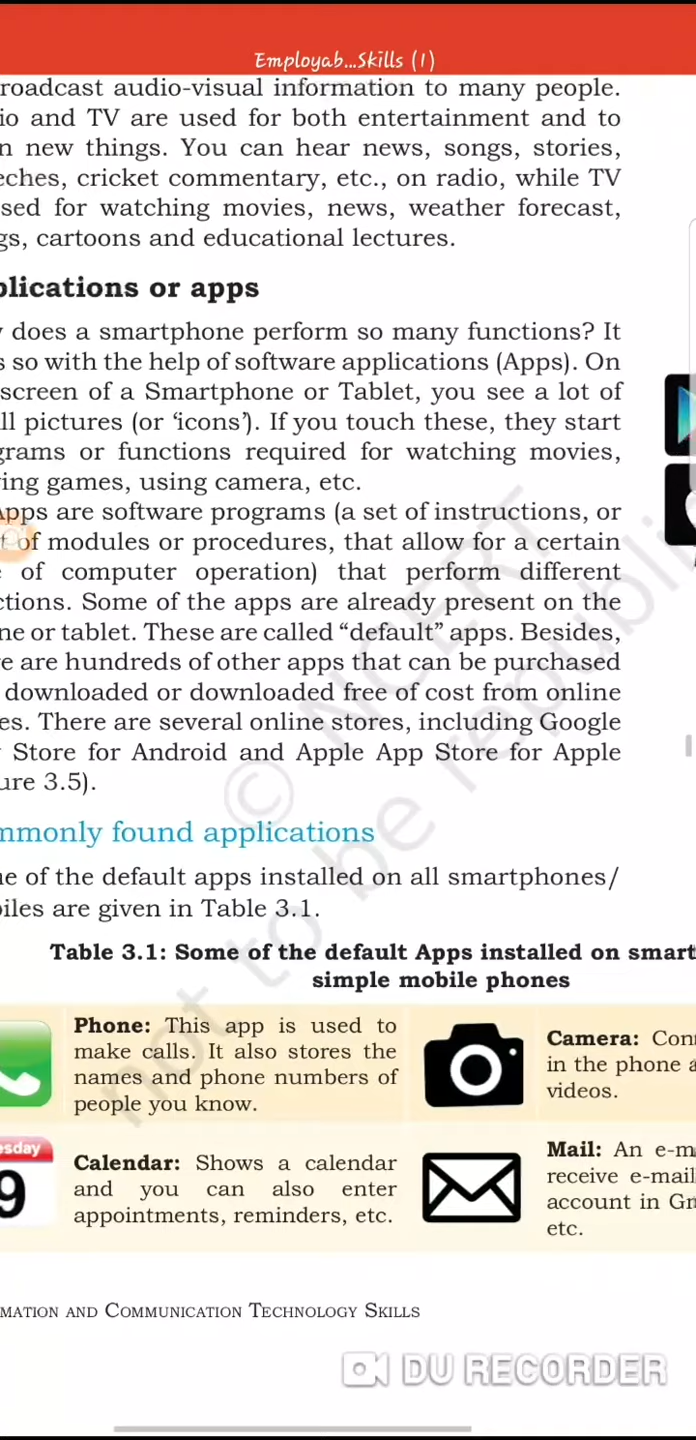 Employab...Skills (1)
roadcast audio-visual information to many people.
io and TV are used for both entertainment and to
n new things. You can hear news, songs, stories,
eches, cricket commentary, etc., on radio, while TV
sed for watching movies, news, weather forecast,
gs, cartoons and educational lectures.
plications or apps
does a smartphone perform so many functions? It
s so with the help of software applications (Apps). On
screen of a Smartphone or Tablet, you see a lot of
ll pictures (or ‘icons’). If you touch these, they start
grams or functions required for watching movies,
ing games, using camera, etc.
Apps are software programs (a set of instructions, or
t of modules or procedures, that allow for a certain
of computer operation) that perform different
ctions. Some of the apps are already present on the
ne or tablet. These are called “default” apps. Besides,
e are hundreds of other apps that can be purchased
downloaded or downloaded free of cost from online
es. There are several online stores, including Google
Store for Android and Apple App Store for Apple
ure 3.5).
mmonly found applications
ne of the default apps installed on all smartphones/
iles are given in Table 3.1.
Table 3.1: Some of the default Apps installed on smart
simple mobile phones
Phone: This app is used to
make calls. It also stores the
names and phone numbers of
people you know.
Camera: Con
in the phone a
videos.
sday
9
Calendar: Shows a calendar
and you can also enter
appointments, reminders, etc.
Mail: An e-m
receive e-mail
account in Gm
etc.
MATION AND COMMUNICATION TECHNOLOGY SKILLS
© NCERT
not to be republi
DU RECORDER